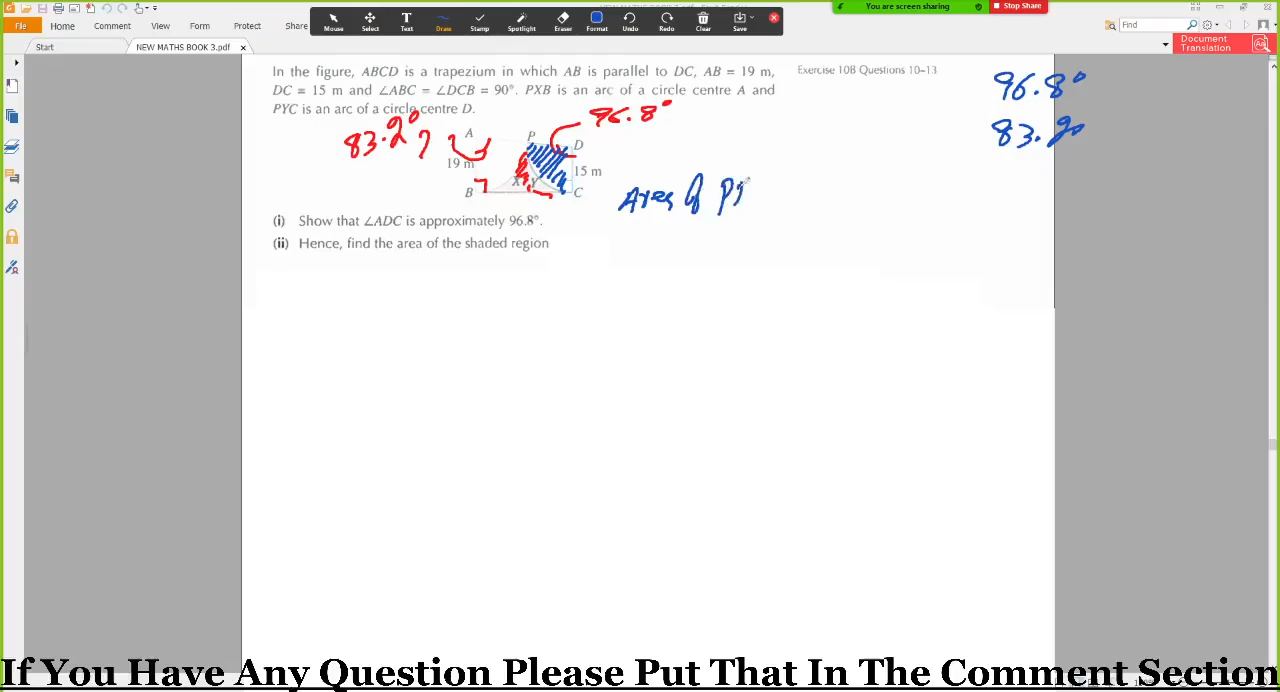 You are screen sharing
Stop Share
File
Home
Comment
View
Form
Protect
Share
Mouse
Select
Text
Draw
Stamp
Spotlight
Eraser
Format
Undo
Redo
Clear
Save
Find
Start
NEW MATHS BOOK 3.pdf
Document
Translation
In the figure, ABCD is a trapezium in which AB is parallel to DC, AB = 19 m,
DC = 15 m and ∠ABC = ∠DCB = 90°. PXB is an arc of a circle centre A and
PYC is an arc of a circle centre D.
Exercise 10B Questions 10–13
96.8°
83.2°
83.2°
96.8°
A
P
D
19 m
15 m
X
Y
B
C
Area of PY
(i) Show that ∠ADC is approximately 96.8°.
(ii) Hence, find the area of the shaded region
If You Have Any Question Please Put That In The Comment Section